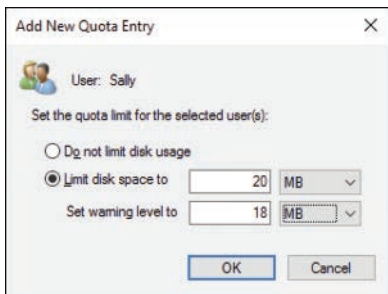 Add New Quota Entry
User: Sally
Set the quota limit for the selected user(s):
Do not limit disk usage
Limit disk space to 20 MB
Set warning level to 18 MB
OK Cancel